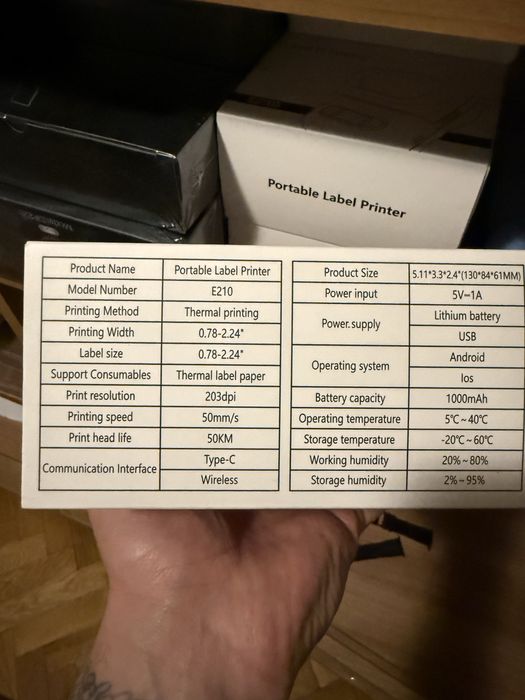 Portable Label Printer
Product Name Portable Label Printer
Model Number E210
Printing Method Thermal printing
Printing Width 0.78-2.24"
Label size 0.78-2.24"
Support Consumables Thermal label paper
Print resolution 203dpi
Printing speed 50mm/s
Print head life 50KM
Communication Interface Type-C
Wireless
Product Size 5.11*3.3*2.4"(130*84*61MM)
Power input 5V⎓1A
Power.supply Lithium battery
USB
Operating system Android
Ios
Battery capacity 1000mAh
Operating temperature 5℃~40℃
Storage temperature -20℃~60℃
Working humidity 20%~80%
Storage humidity 2%~95%